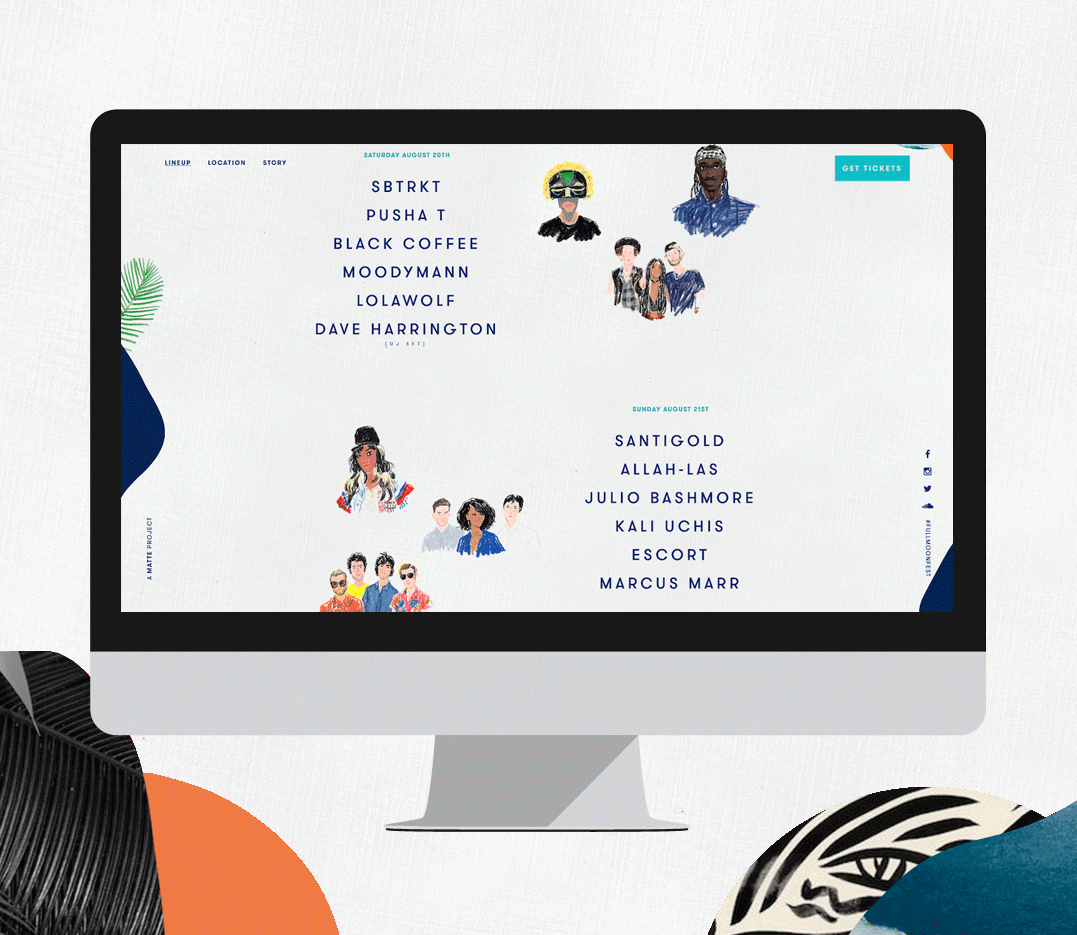 LINEUP
LOCATION
STORY
SATURDAY AUGUST 20TH
GET TICKETS
SBTRKT
PUSHA T
BLACK COFFEE
MOODYMANN
LOLAWOLF
DAVE HARRINGTON
(DJ SET)
SUNDAY AUGUST 21ST
SANTIGOLD
ALLAH-LAS
JULIO BASHMORE
KALI UCHIS
ESCORT
MARCUS MARR
A MATTE PROJECT
#FULLMOONFEST